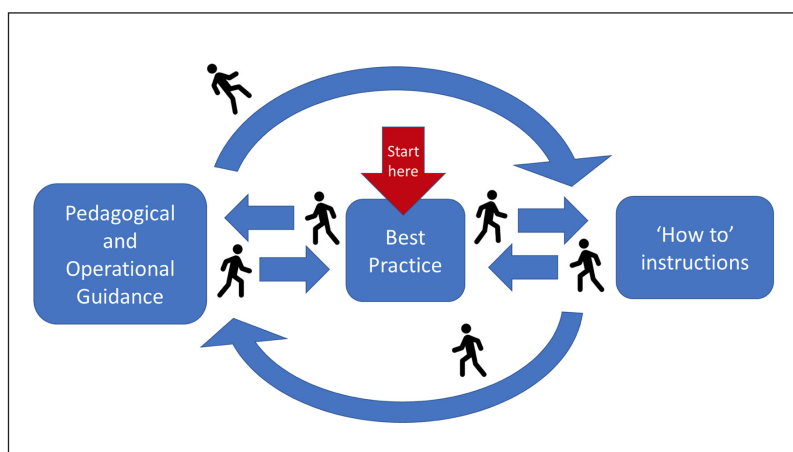 Start
here
Pedagogical
and
Operational
Guidance
Best
Practice
‘How to’
instructions